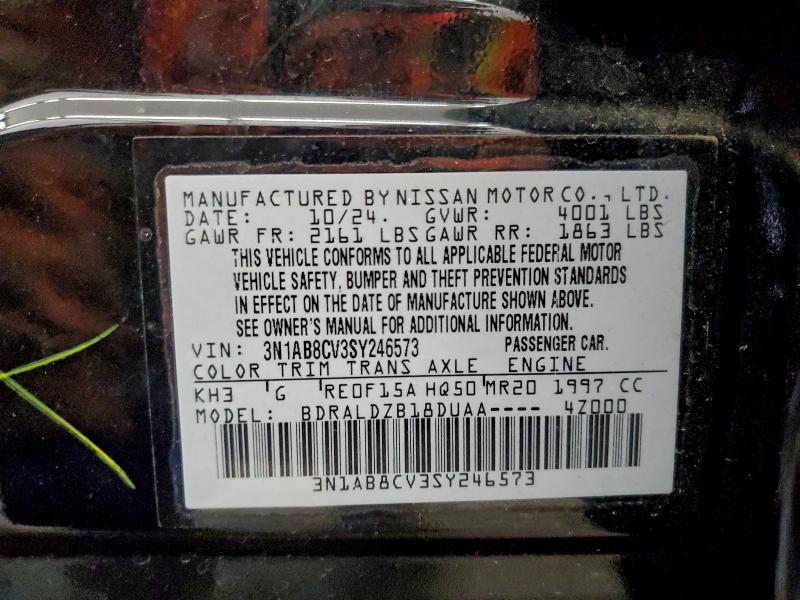 MANUFACTURED BY NISSAN MOTOR CO., LTD.
DATE: 10/24. GVWR: 4001 LBS
GAWR FR: 2161 LBS GAWR RR: 1863 LBS
THIS VEHICLE CONFORMS TO ALL APPLICABLE FEDERAL MOTOR
VEHICLE SAFETY, BUMPER AND THEFT PREVENTION STANDARDS
IN EFFECT ON THE DATE OF MANUFACTURE SHOWN ABOVE.
SEE OWNER'S MANUAL FOR ADDITIONAL INFORMATION.
VIN: 3N1AB8CV3SY246573 PASSENGER CAR.
COLOR TRIM TRANS AXLE ENGINE
KH3 G RE0F15A HQ50 MR20 1997 CC
MODEL: BDRALDZB18DUAA---- 4Z000
3N1AB8CV3SY246573